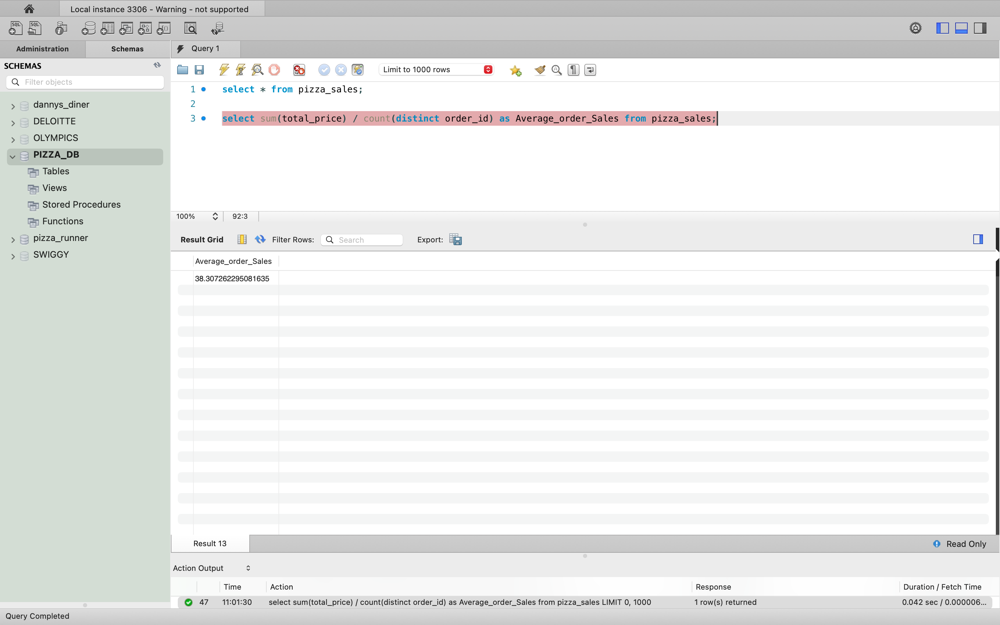 Local instance 3306 - Warning - not supported
SQL SQL
Administration Schemas Query 1
SCHEMAS
Filter objects
dannys_diner
DELOITTE
OLYMPICS
PIZZA_DB
Tables
Views
Stored Procedures
Functions
pizza_runner
SWIGGY
Limit to 1000 rows
1 select * from pizza_sales;
2
3 select sum(total_price) / count(distinct order_id) as Average_order_Sales from pizza_sales;
100% 92:3
Result Grid Filter Rows: Search Export:
Average_order_Sales
38.307262295081635
Result 13 Read Only
Action Output
Time Action Response Duration / Fetch Time
47 11:01:30 select sum(total_price) / count(distinct order_id) as Average_order_Sales from pizza_sales LIMIT 0, 1000 1 row(s) returned 0.042 sec / 0.000006...
Query Completed